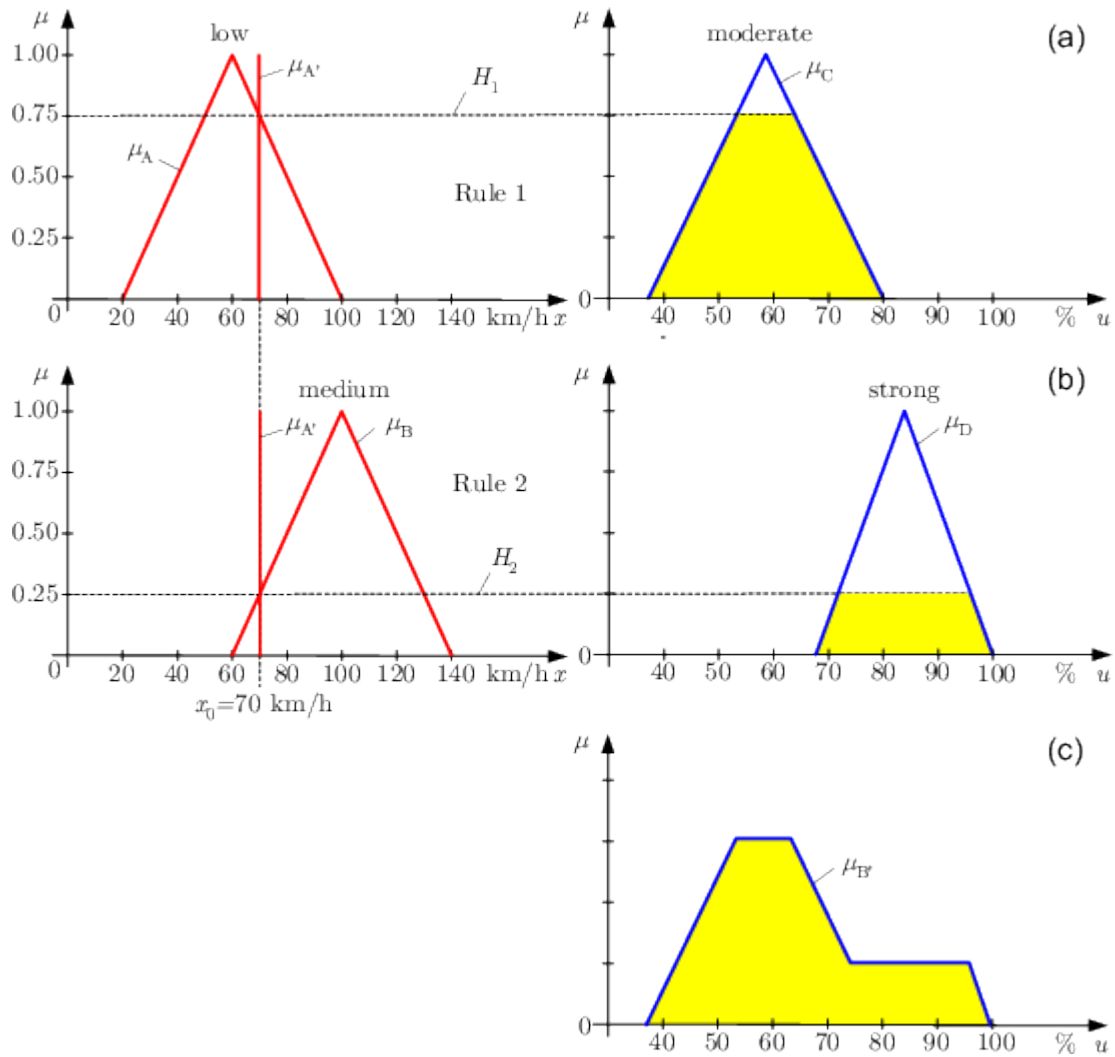 μ low μ moderate (a)
1.00 μA' μC
H1
0.75
μA
0.50 Rule 1
0.25
0 20 40 60 80 100 120 140 km/h x 0 40 50 60 70 80 90 100 % u
μ medium μ strong (b)
1.00 μA' μB μD
0.75 Rule 2
0.50
H2
0.25
0 20 40 60 80 100 120 140 km/h x 0 40 50 60 70 80 90 100 % u
x0=70 km/h
μ (c)
μB'
0 40 50 60 70 80 90 100 % u